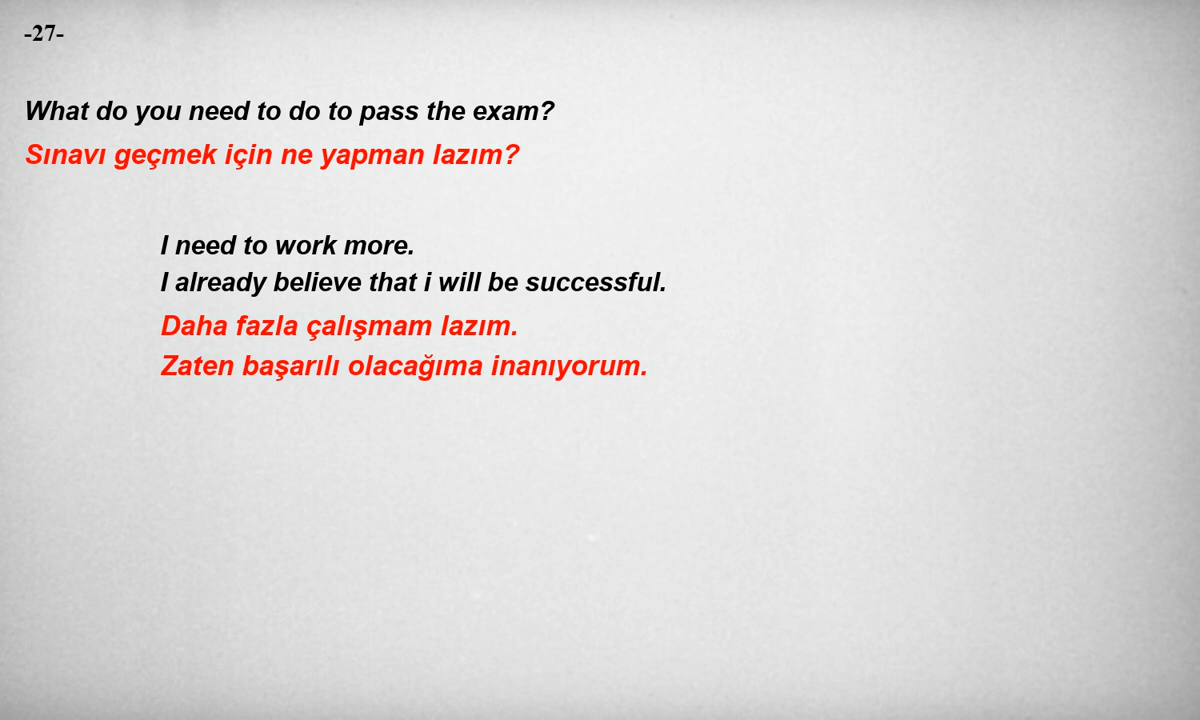 -27-
What do you need to do to pass the exam?
Sınavı geçmek için ne yapman lazım?
I need to work more.
I already believe that i will be successful.
Daha fazla çalışmam lazım.
Zaten başarılı olacağıma inanıyorum.